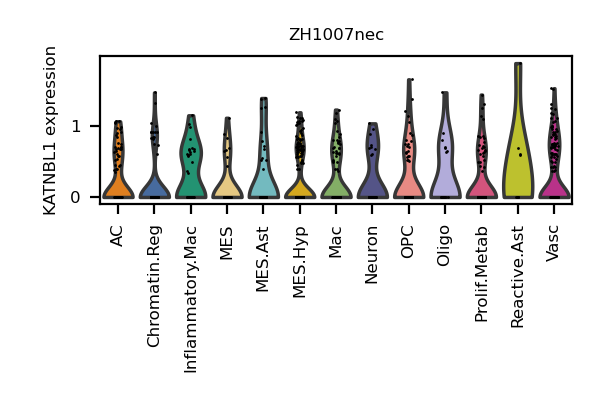 ZH1007nec
KATNBL1 expression
1
0
AC
Chromatin.Reg
Inflammatory.Mac
MES
MES.Ast
MES.Hyp
Mac
Neuron
OPC
Oligo
Prolif.Metab
Reactive.Ast
Vasc